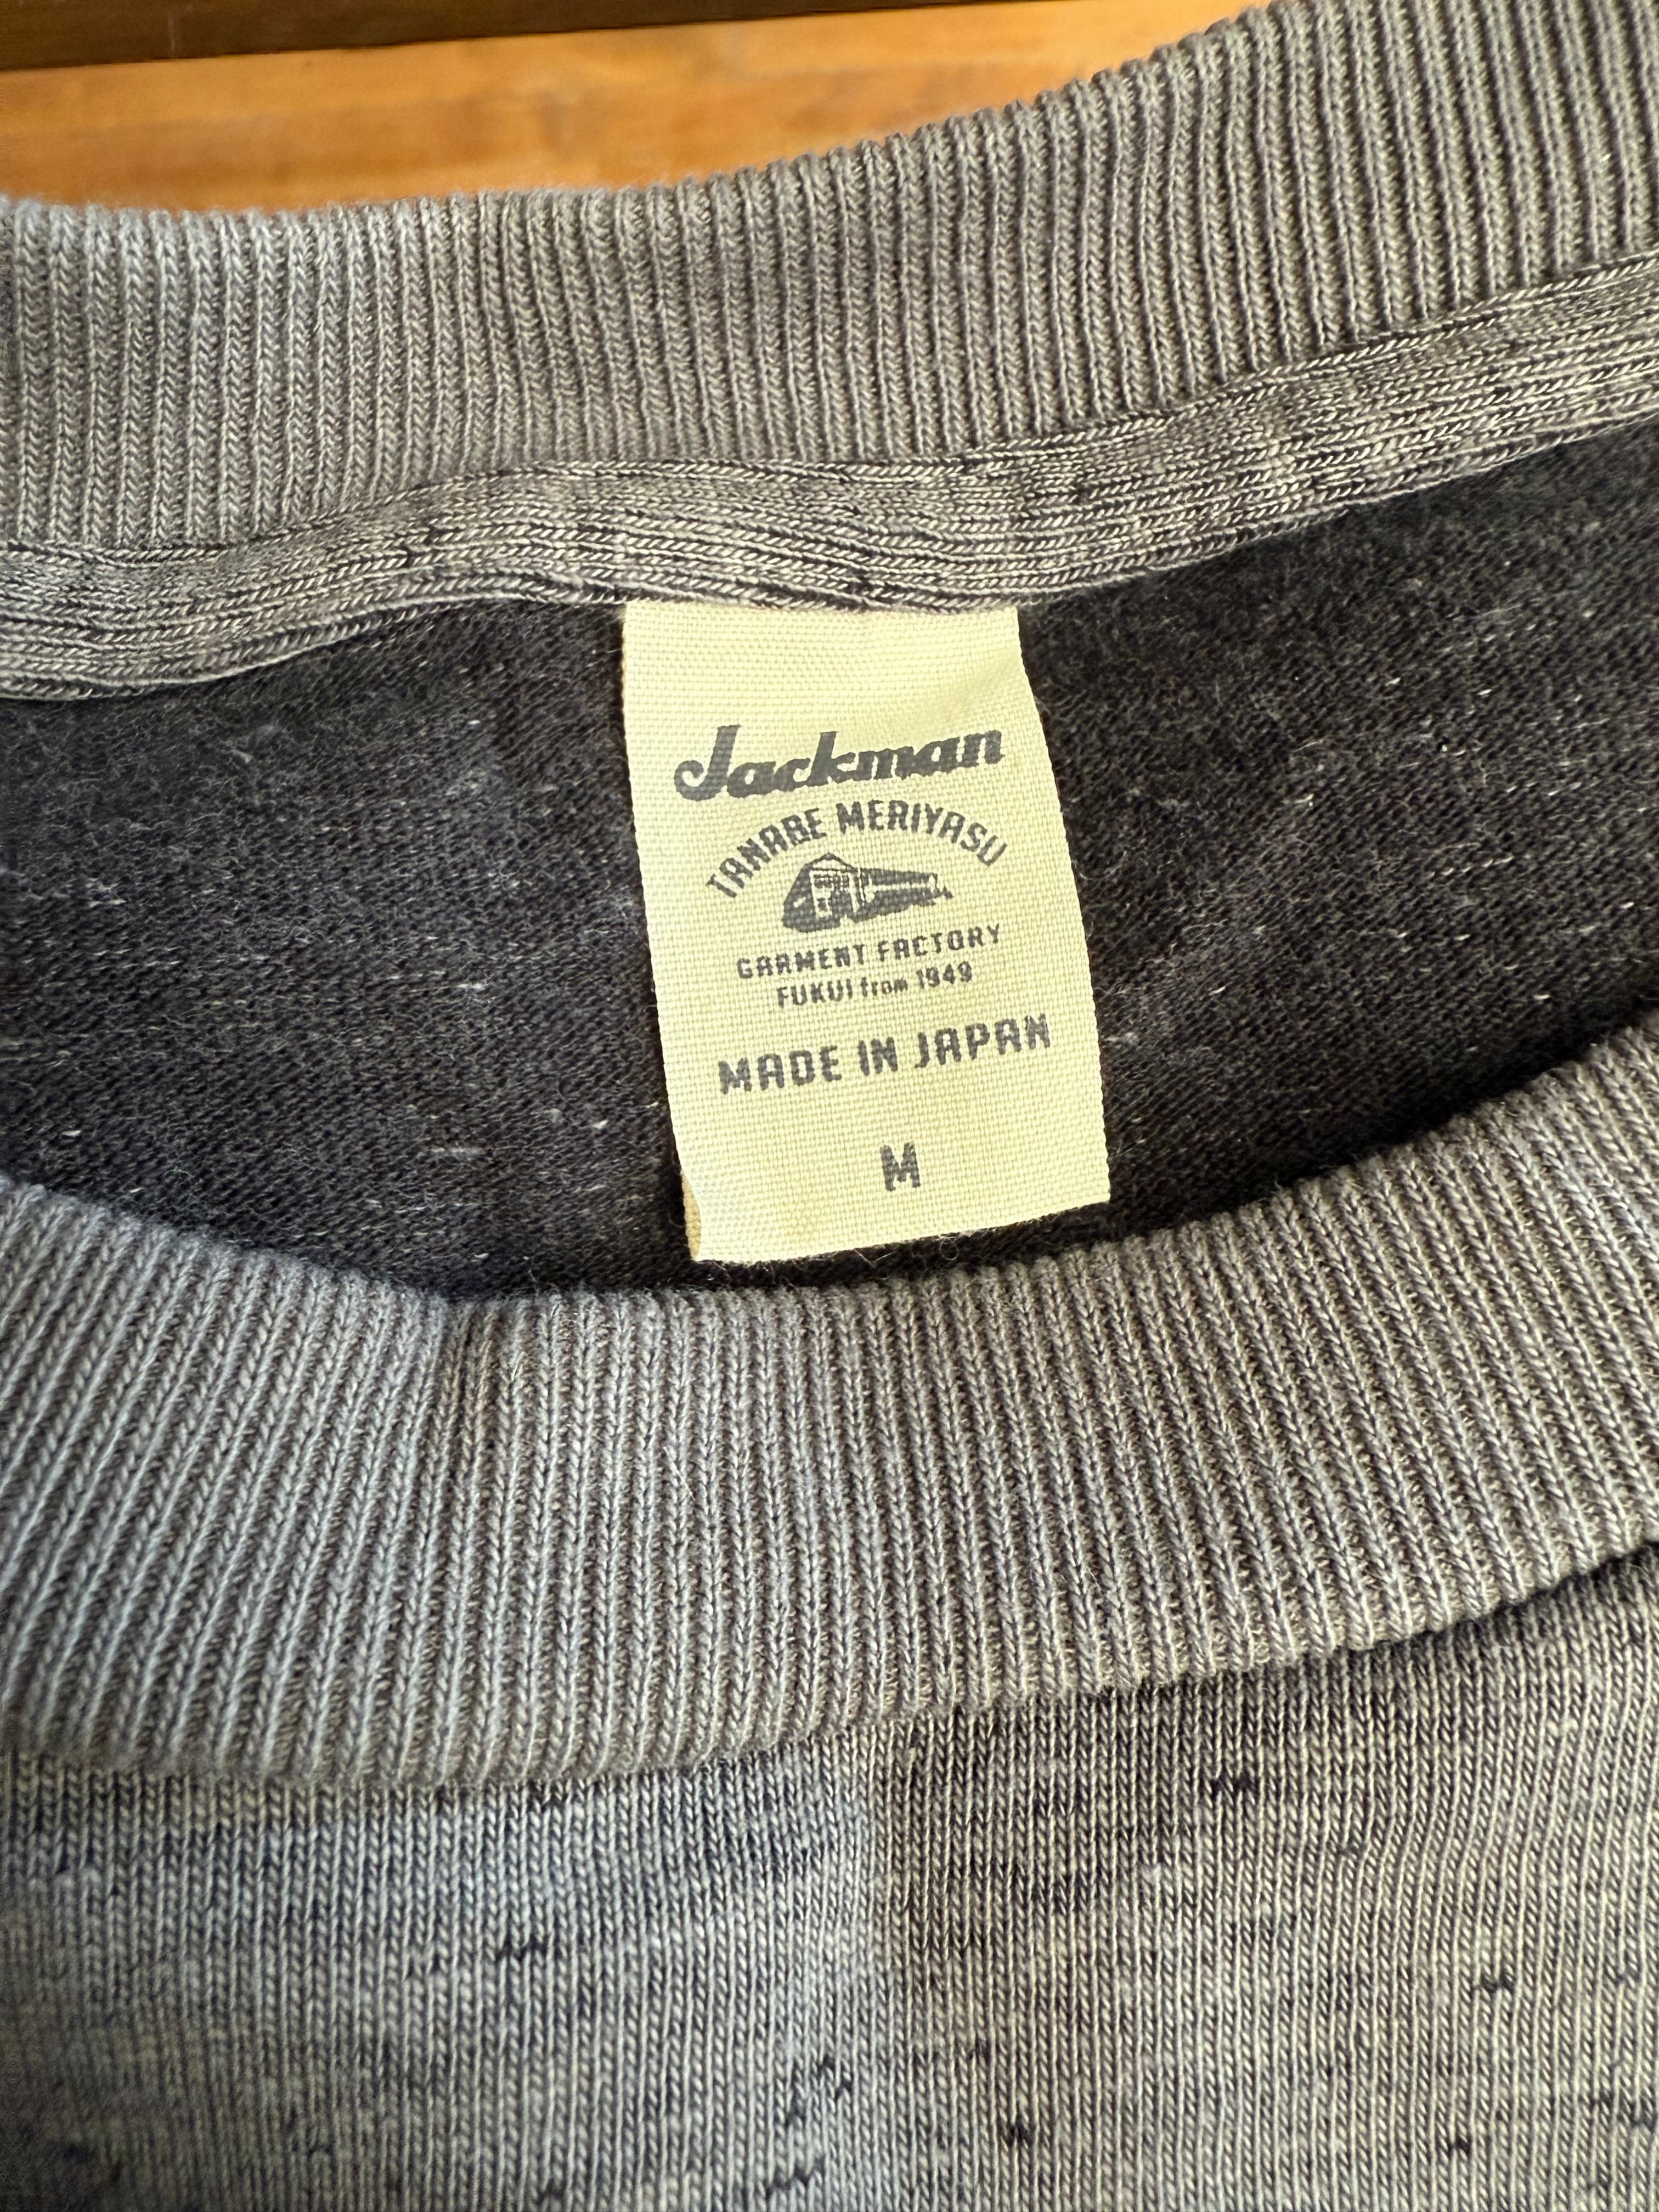 Jackman
TANABE MERIYASU
GARMENT FACTORY
FUKUI from 1949
MADE IN JAPAN
M